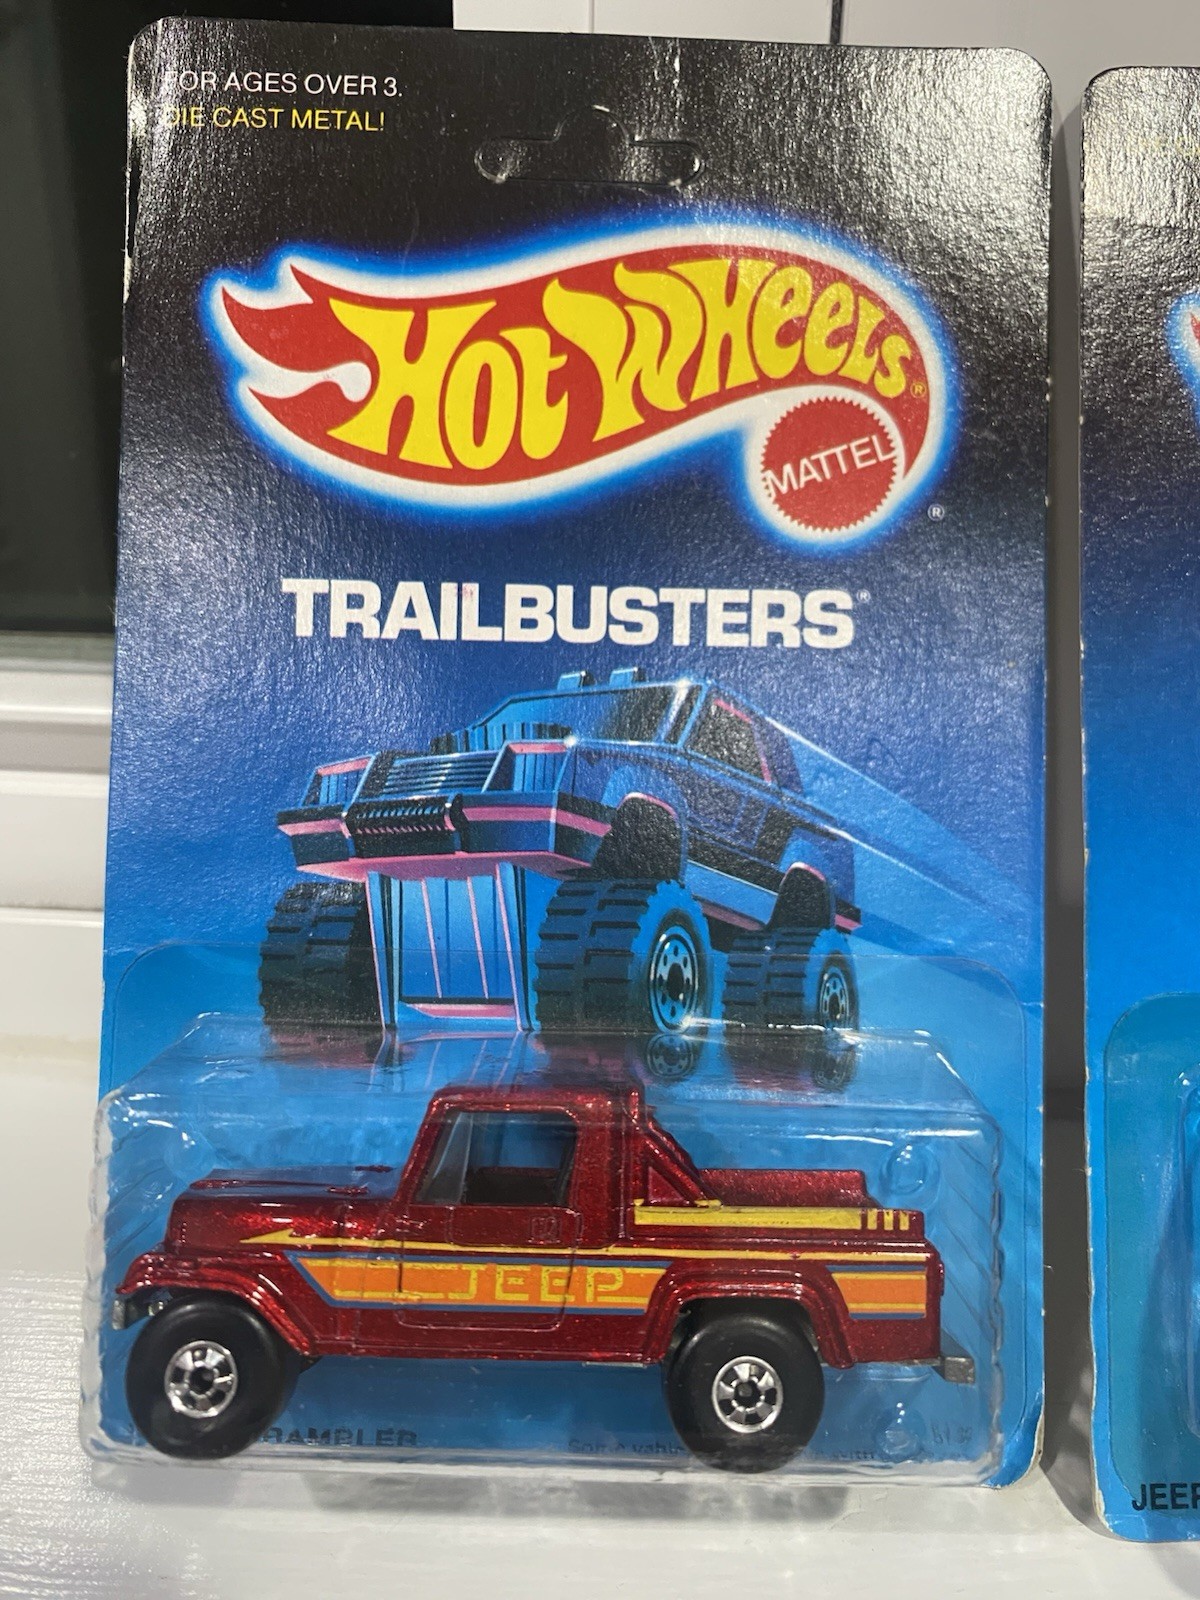 FOR AGES OVER 3.
DIE CAST METAL!
HOT WHEELS®
MATTEL
®
TRAILBUSTERS®
JEEP
RAMBLER
JEEP